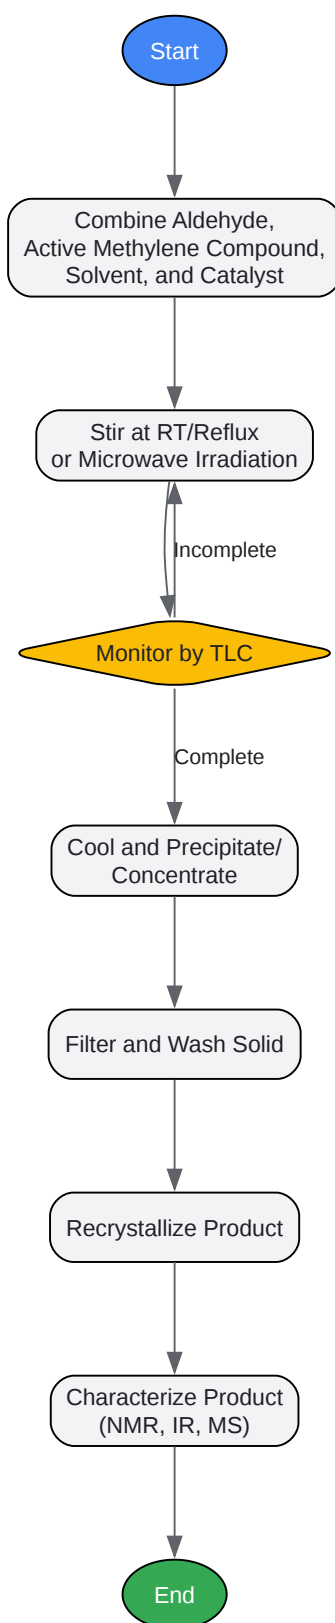 Start
Combine Aldehyde,
Active Methylene Compound,
Solvent, and Catalyst
Stir at RT/Reflux
or Microwave Irradiation
Incomplete
Monitor by TLC
Complete
Cool and Precipitate/
Concentrate
Filter and Wash Solid
Recrystallize Product
Characterize Product
(NMR, IR, MS)
End